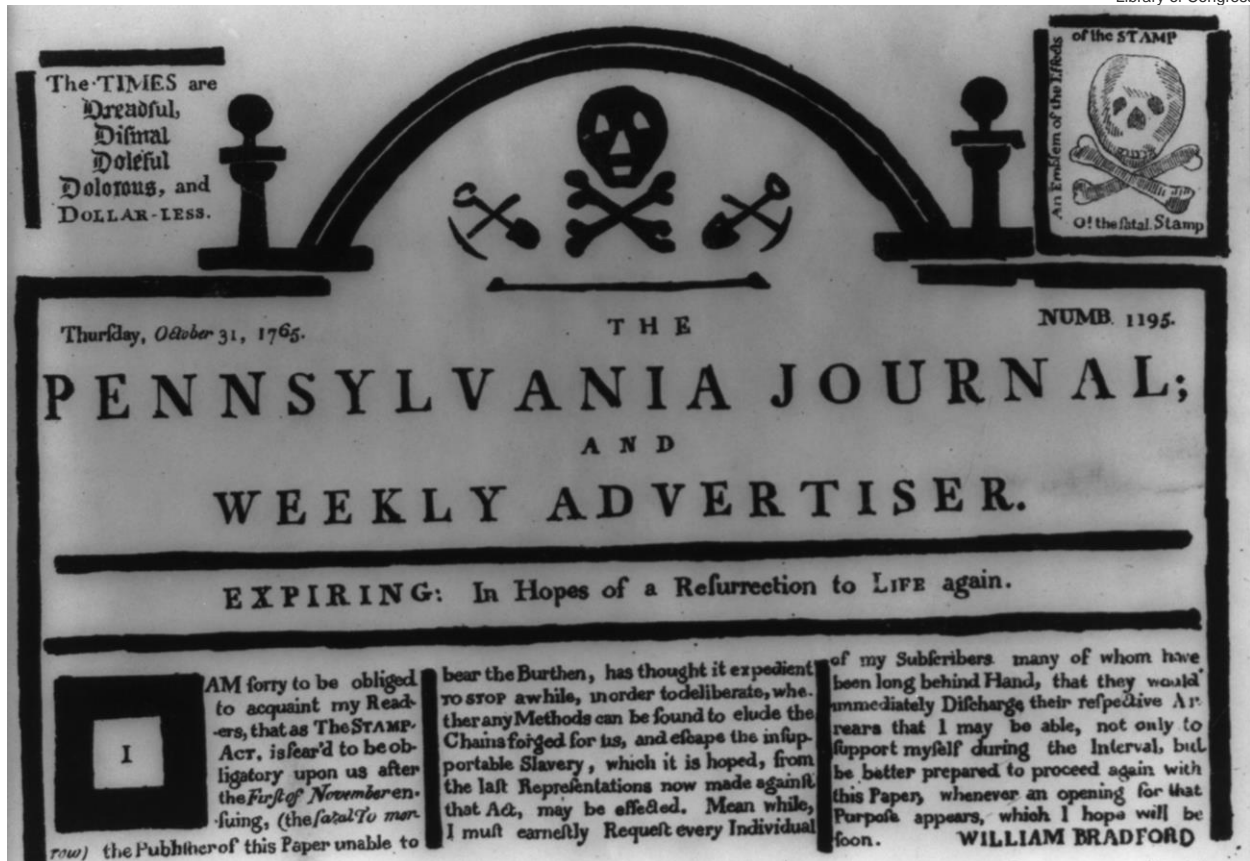 Library of Congress
The TIMES are
Dreadful,
Difmal
Doleful
Dolorous, and
DOLLAR-LESS.
An Emblem of the Effects
of the STAMP
O! the fatal Stamp
Thurſday, October 31, 1765.
THE
NUMB. 1195.
PENNSYLVANIA JOURNAL;
AND
WEEKLY ADVERTISER.
EXPIRING: In Hopes of a Reſurrection to LIFE again.
I
AM ſorry to be obliged
to acquaint my Read-
ers, that as The STAMP-
ACT, is fear'd to be ob-
ligatory upon us after
the Firſt of November en-
ſuing, (the fatal To mor
row) the Publiſher of this Paper unable to
bear the Burthen, has thought it expedient
TO STOP awhile, in order to deliberate, whe-
ther any Methods can be found to elude the
Chains forged for us, and eſcape the inſup-
portable Slavery, which it is hoped, from
the laſt Repreſentations now made againſt
that Act, may be effected. Mean while,
I muſt earneſtly Requeſt every Individual
of my Subſcribers many of whom have
been long behind Hand, that they would
immediately Diſcharge their reſpective Ar-
rears that I may be able, not only to
ſupport myſelf during the Interval, but
be better prepared to proceed again with
this Paper, whenever an opening for that
Purpoſe appears, which I hope will be
ſoon. WILLIAM BRADFORD